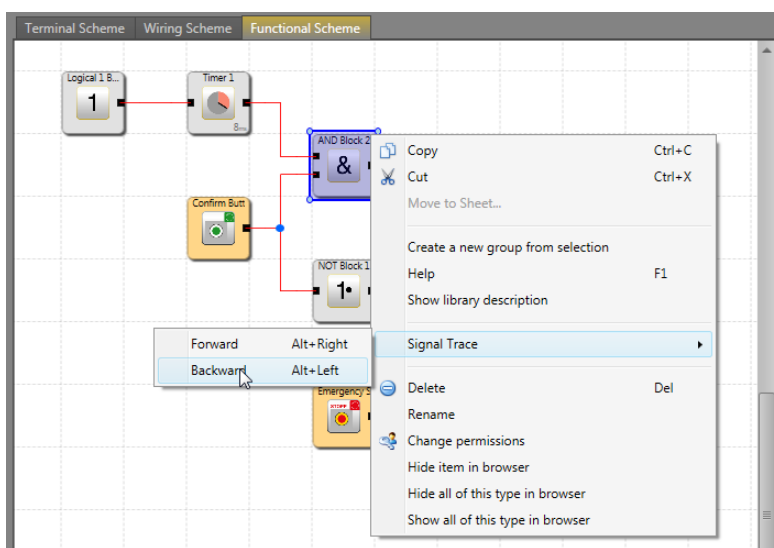 Terminal Scheme Wiring Scheme Functional Scheme
Logical 1 B... Timer 1
1
8ms
AND Block 2
&
Confirm Butt
NOT Block 1
1
Emergency S
STOPP
Copy Ctrl+C
Cut Ctrl+X
Move to Sheet...
Create a new group from selection
Help F1
Show library description
Signal Trace
Forward Alt+Right
Backward Alt+Left
Delete Del
Rename
Change permissions
Hide item in browser
Hide all of this type in browser
Show all of this type in browser